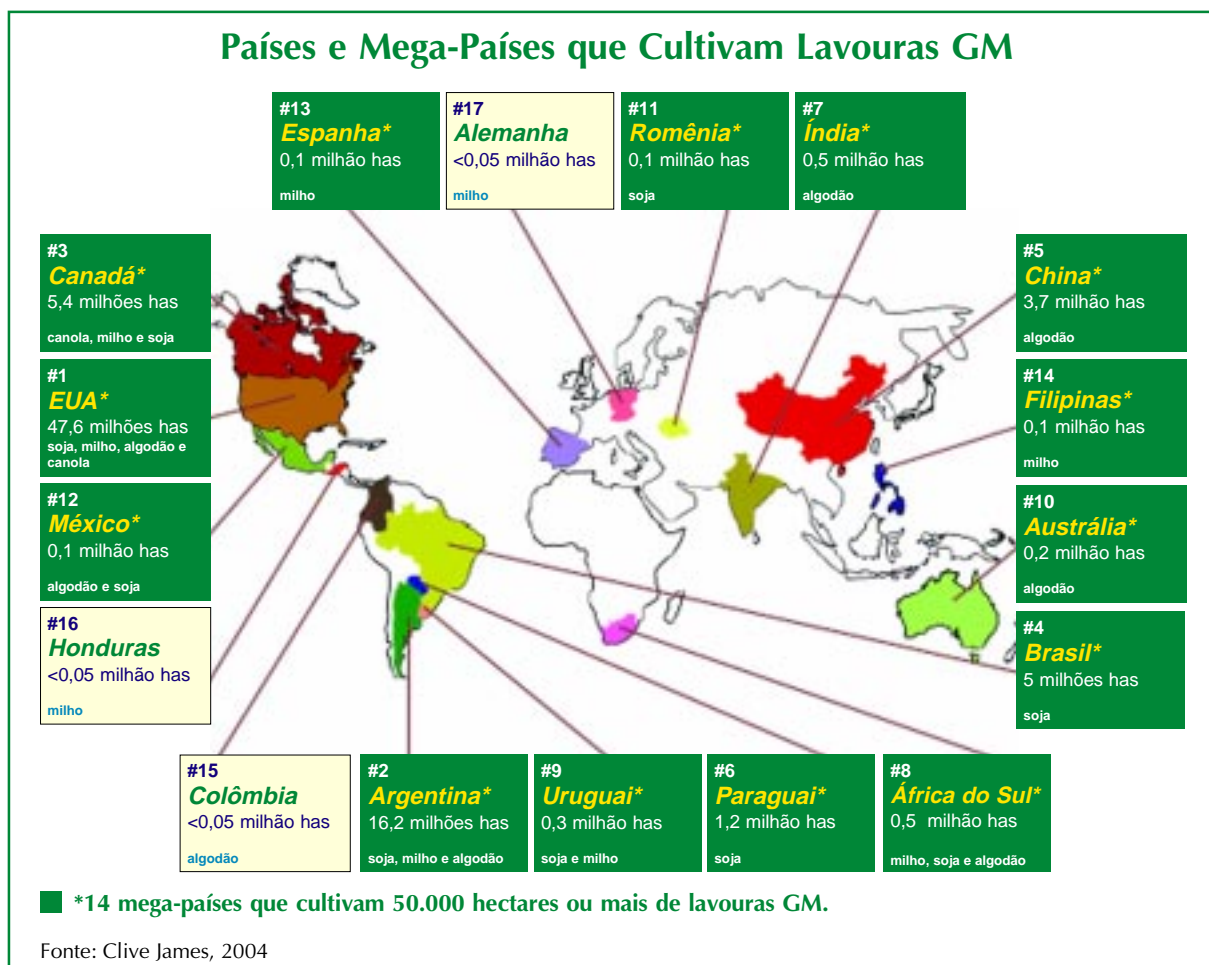 Países e Mega-Países que Cultivam Lavouras GM
#13
Espanha*
0,1 milhão has
milho
#17
Alemanha
<0,05 milhão has
milho
#11
Romênia*
0,1 milhão has
soja
#7
Índia*
0,5 milhão has
algodão
#3
Canadá*
5,4 milhões has
canola, milho e soja
#1
EUA*
47,6 milhões has
soja, milho, algodão e
canola
#12
México*
0,1 milhão has
algodão e soja
#16
Honduras
<0,05 milhão has
milho
#5
China*
3,7 milhão has
algodão
#14
Filipinas*
0,1 milhão has
milho
#10
Austrália*
0,2 milhão has
algodão
#4
Brasil*
5 milhões has
soja
#15
Colômbia
<0,05 milhão has
algodão
#2
Argentina*
16,2 milhões has
soja, milho e algodão
#9
Uruguai*
0,3 milhão has
soja e milho
#6
Paraguai*
1,2 milhão has
soja
#8
África do Sul*
0,5 milhão has
milho, soja e algodão
*14 mega-países que cultivam 50.000 hectares ou mais de lavouras GM.
Fonte: Clive James, 2004